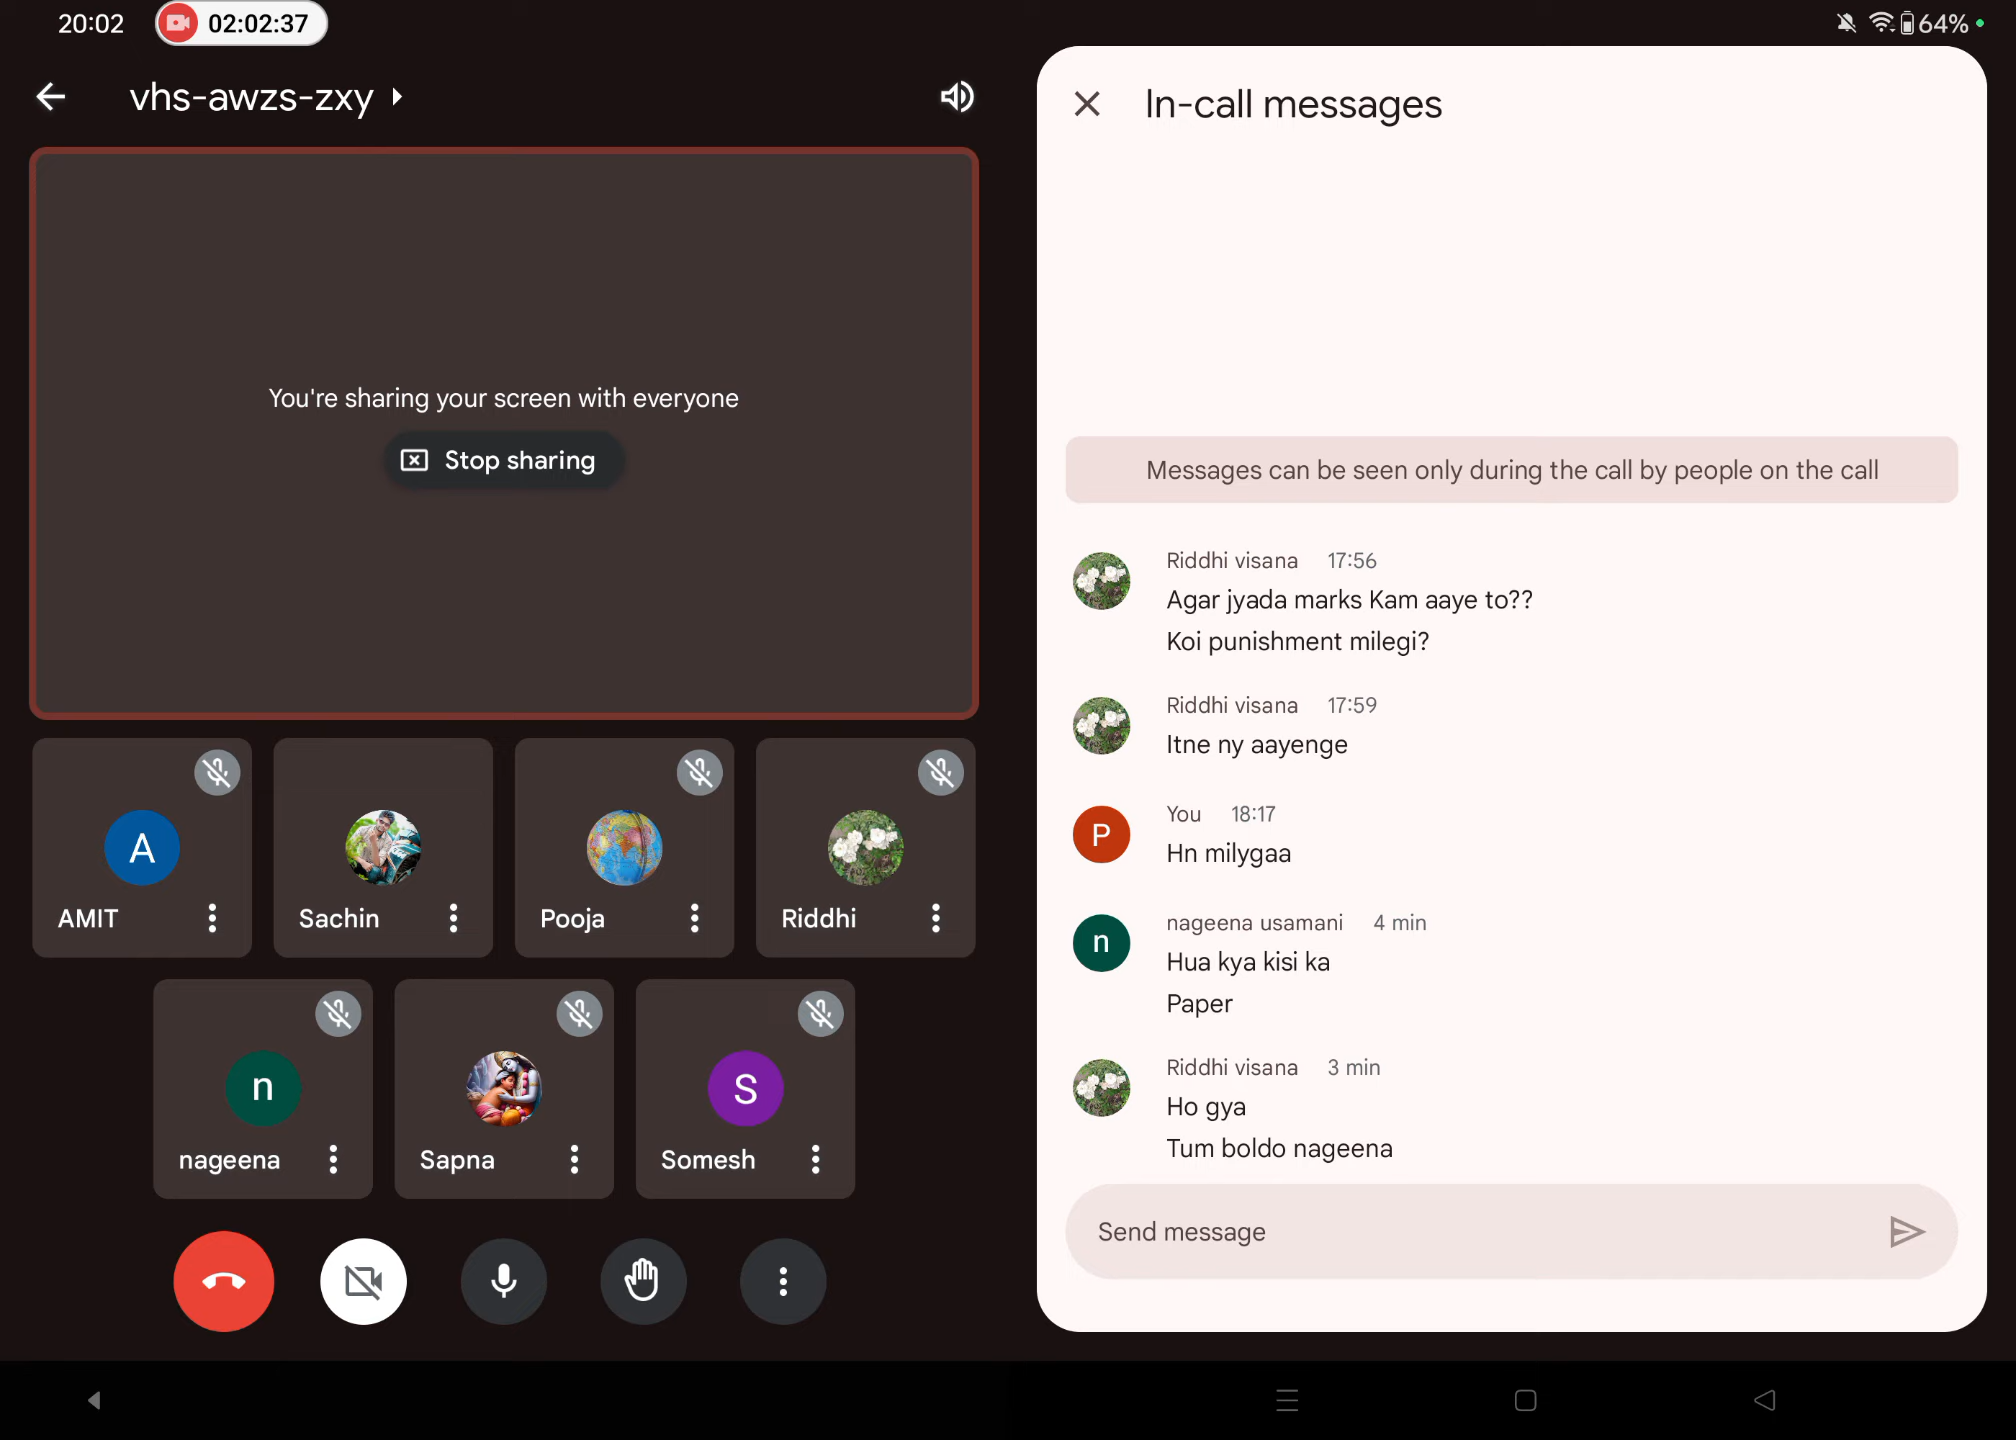 20:02
02:02:37
64%
vhs-awzs-zxy
You're sharing your screen with everyone
Stop sharing
A
AMIT
Sachin
Pooja
Riddhi
n
nageena
Sapna
S
Somesh
In-call messages
Messages can be seen only during the call by people on the call
Riddhi visana 17:56
Agar jyada marks Kam aaye to??
Koi punishment milegi?
Riddhi visana 17:59
Itne ny aayenge
P
You 18:17
Hn milygaa
n
nageena usamani 4 min
Hua kya kisi ka
Paper
Riddhi visana 3 min
Ho gya
Tum boldo nageena
Send message